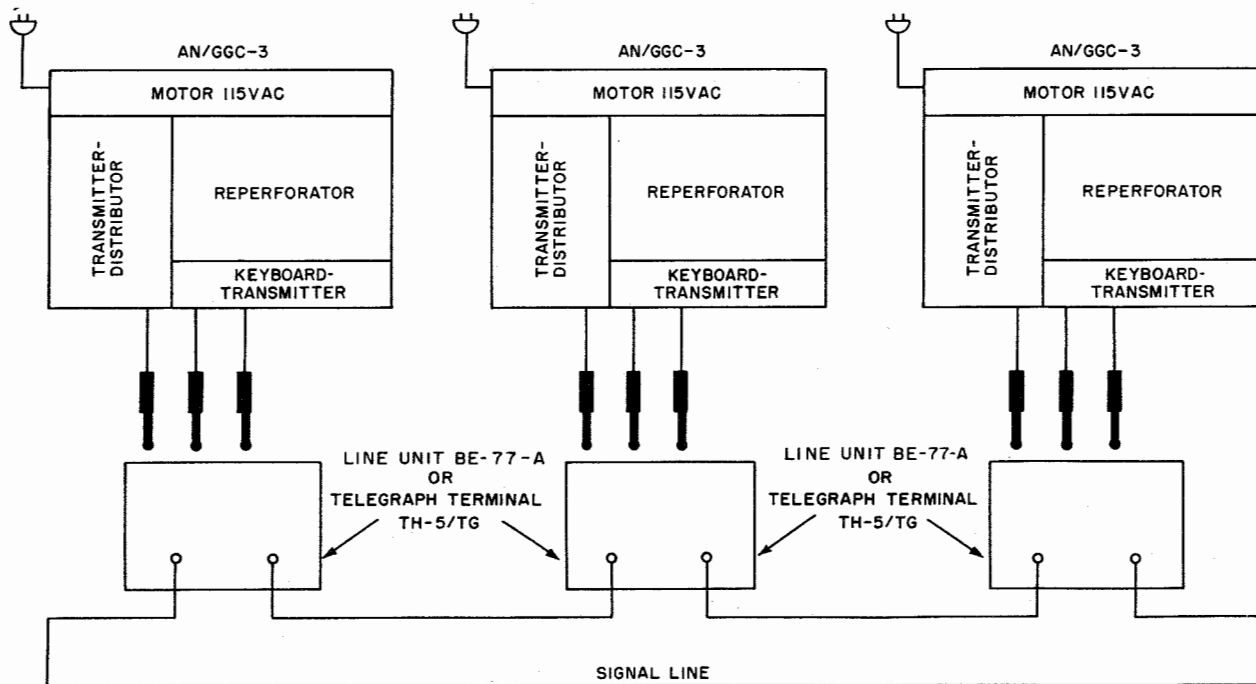 AN/GGC-3
MOTOR 115VAC
TRANSMITTER-
DISTRIBUTOR
REPERFORATOR
KEYBOARD-
TRANSMITTER
AN/GGC-3
MOTOR 115VAC
TRANSMITTER-
DISTRIBUTOR
REPERFORATOR
KEYBOARD-
TRANSMITTER
AN/GGC-3
MOTOR 115VAC
TRANSMITTER-
DISTRIBUTOR
REPERFORATOR
KEYBOARD-
TRANSMITTER
LINE UNIT BE-77-A
OR
TELEGRAPH TERMINAL
TH-5/TG
LINE UNIT BE-77-A
OR
TELEGRAPH TERMINAL
TH-5/TG
SIGNAL LINE